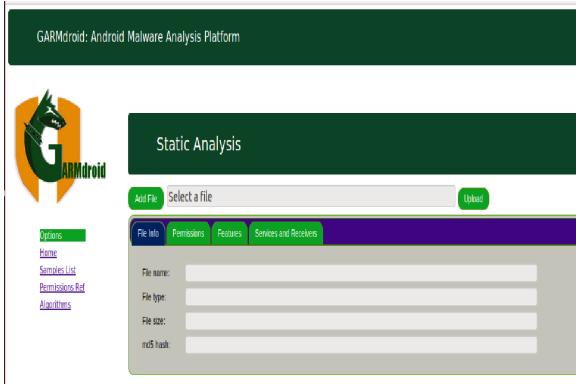 GARMdroid: Android Malware Analysis Platform
GARMdroid
Static Analysis
Add File Select a file Upload
Options
Home
Samples List
Permissions Ref
Algorithms
File Info Permissions Features Services and Receivers
File name:
File type:
File size:
md5 hash: